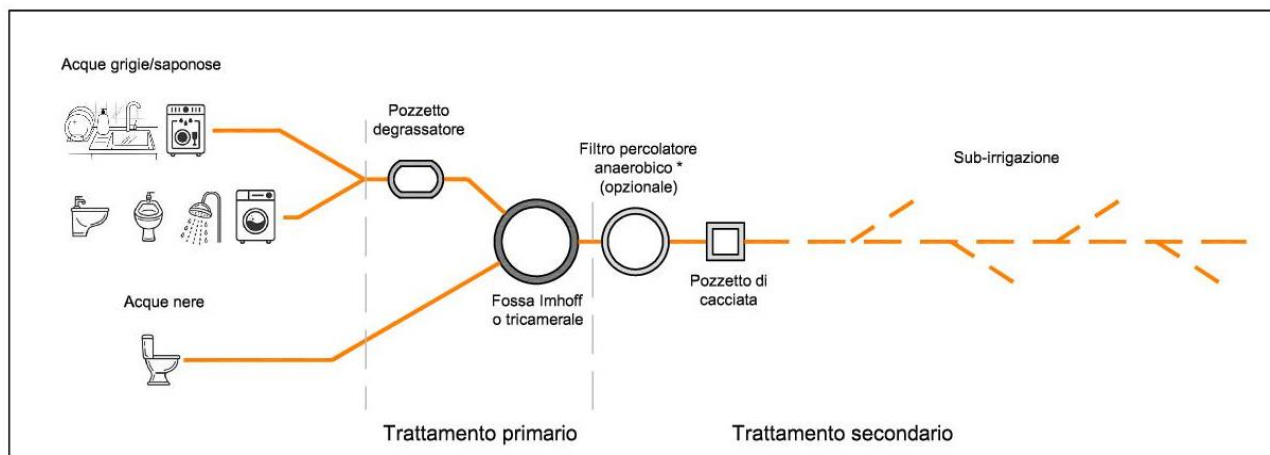 Acque grigie/saponose
Pozzetto
degrassatore
Filtro percolatore
anaerobico *
(opzionale)
Sub-irrigazione
Acque nere
Fossa Imhoff
o tricamerale
Pozzetto di
cacciata
Trattamento primario
Trattamento secondario